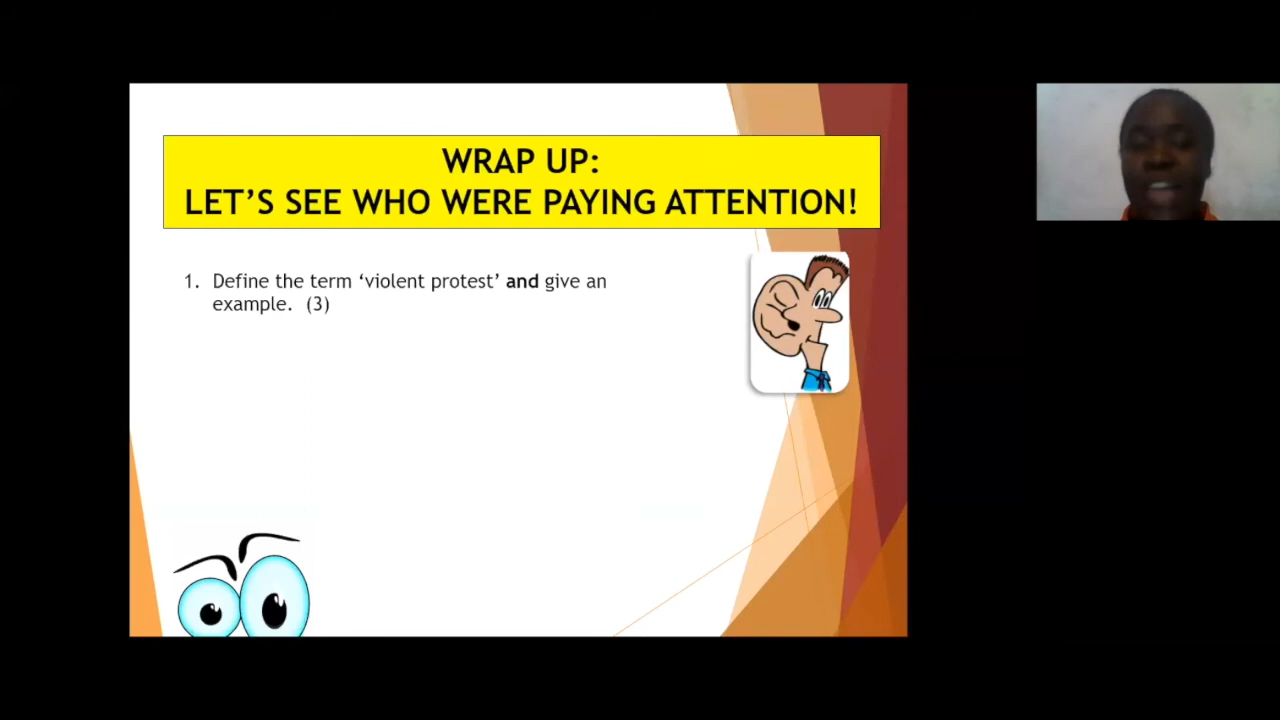 WRAP UP:
LET'S SEE WHO WERE PAYING ATTENTION!
1. Define the term ‘violent protest’ and give an
example. (3)